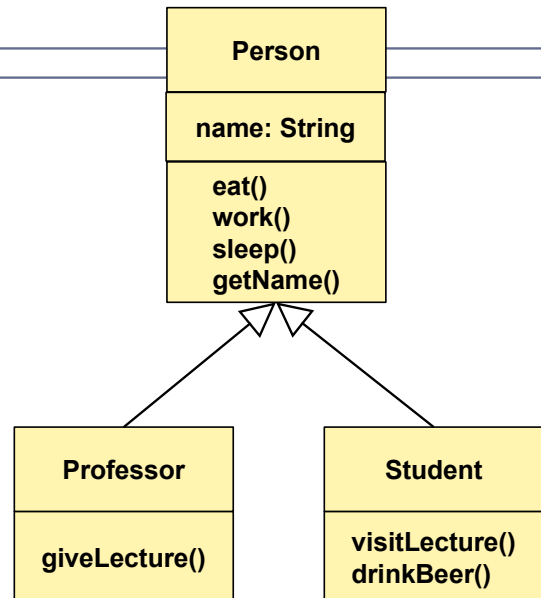 Person
name: String
eat()
work()
sleep()
getName()
Professor
giveLecture()
Student
visitLecture()
drinkBeer()